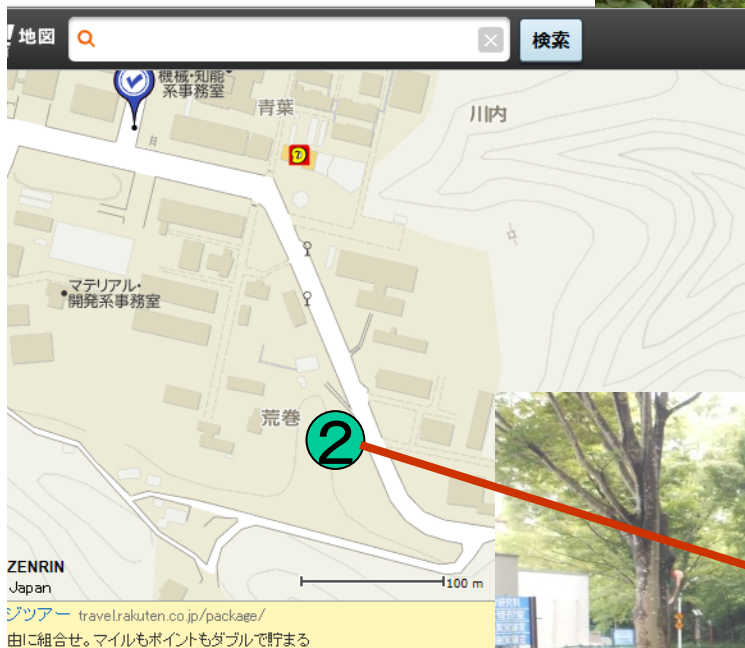 地図
検索
機械・知能
系事務室
青葉
川内
マテリアル・
開発系事務室
荒巻
2
ZENRIN
Japan
100 m
ジツアー travel.rakuten.co.jp/package/
由に組合せ。マイルもポイントもダブルで貯まる